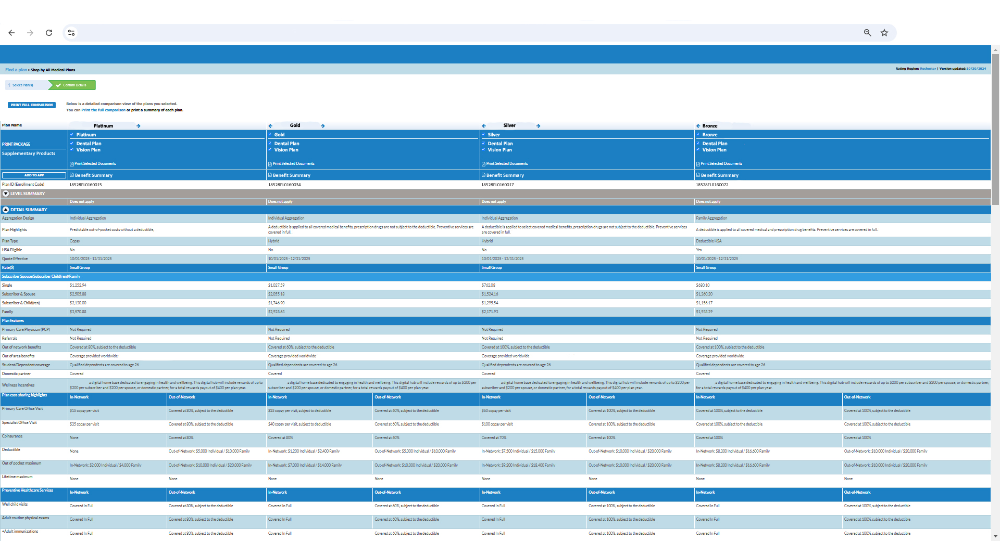 Find a plan » Shop by All Medical Plans
Rating Region: Rochester | Version updated:10/30/2024
1 Select Plan(s)
Confirm Details
PRINT FULL COMPARISON
Below is a detailed comparison view of the plans you selected.
You can Print the full comparison or print a summary of each plan.
Plan Name Platinum Gold Silver Bronze
Platinum Gold Silver Bronze
PRINT PACKAGE Dental Plan Dental Plan Dental Plan Dental Plan
Vision Plan Vision Plan Vision Plan Vision Plan
Supplementary Products
Print Selected Documents Print Selected Documents Print Selected Documents Print Selected Documents
ADD TO APP Benefit Summary Benefit Summary Benefit Summary Benefit Summary
Plan ID (Enrollment Code) 18528FL0160015 18528FL0160034 18528FL0160017 18528FL0160072
LEVEL SUMMARY
Does not apply Does not apply Does not apply Does not apply
DETAIL SUMMARY
Aggregation Design Individual Aggregation Individual Aggregation Individual Aggregation Family Aggregation
Plan Highlights Predictable out-of-pocket costs without a deductible, A deductible is applied to all covered medical benefits, prescription drugs are not subject to the deductible. Preventive services are covered in full. A deductible is applied to select covered medical benefits, prescription drugs are not subject to the deductible. Preventive services are covered in full. A deductible is applied to all covered medical and prescription drug benefits. Preventive services are covered in full.
Plan Type Copay Hybrid Hybrid Deductible HSA
HSA Eligible No No No Yes
Quote Effective 10/01/2025 - 12/31/2025 10/01/2025 - 12/31/2025 10/01/2025 - 12/31/2025 10/01/2025 - 12/31/2025
Rate($) Small Group Small Group Small Group Small Group
Subscriber Spouse/Subscriber Child(ren)/Family
Single $1,252.94 $1,027.59 $762.08 $680.10
Subscriber & Spouse $2,505.88 $2,055.18 $1,524.16 $1,360.20
Subscriber & Child(ren) $2,130.00 $1,746.90 $1,295.54 $1,156.17
Family $3,570.88 $2,928.63 $2,171.93 $1,938.29
Plan features
Primary Care Physician (PCP) Not Required Not Required Not Required Not Required
Referrals Not Required Not Required Not Required Not Required
Out of network benefits Covered at 80%, subject to the deductible Covered at 60%, subject to the deductible Covered at 100%, subject to the deductible Covered at 100%, subject to the deductible
Out of area benefits Coverage provided worldwide Coverage provided worldwide Coverage provided worldwide Coverage provided worldwide
Student/Dependent coverage Qualified dependents are covered to age 26 Qualified dependents are covered to age 26 Qualified dependents are covered to age 26 Qualified dependents are covered to age 26
Domestic partner Covered Covered Covered Covered
Wellness Incentives a digital home base dedicated to engaging in health and wellbeing. This digital hub will include rewards of up to $200 per subscriber and $200 per spouse, or domestic partner, for a total rewards payout of $400 per plan year. a digital home base dedicated to engaging in health and wellbeing. This digital hub will include rewards of up to $200 per subscriber and $200 per spouse, or domestic partner, for a total rewards payout of $400 per plan year. a digital home base dedicated to engaging in health and wellbeing. This digital hub will include rewards of up to $200 per subscriber and $200 per spouse, or domestic partner, for a total rewards payout of $400 per plan year. a digital home base dedicated to engaging in health and wellbeing. This digital hub will include rewards of up to $200 per subscriber and $200 per spouse, or domestic partner, for a total rewards payout of $400 per plan year.
Plan cost-sharing highlights In-Network Out-of-Network In-Network Out-of-Network In-Network Out-of-Network In-Network Out-of-Network
Primary Care Office Visit $15 copay per visit Covered at 80%, subject to the deductible $25 copay per visit, subject to deductible Covered at 60%, subject to the deductible $60 copay per visit Covered at 100%, subject to the deductible Covered at 100%, subject to the deductible Covered at 100%, subject to the deductible
Specialist Office Visit $35 copay per visit Covered at 80%, subject to the deductible $40 copay per visit, subject to deductible Covered at 60%, subject to the deductible $100 copay per visit Covered at 100%, subject to the deductible Covered at 100%, subject to the deductible Covered at 100%, subject to the deductible
Coinsurance None Covered at 80% Covered at 80% Covered at 60% Covered at 70% Covered at 100% Covered at 100% Covered at 100%
Deductible None Out-of-Network: $5,000 Individual / $10,000 Family In-Network: $1,200 Individual / $2,400 Family Out-of-Network: $5,000 Individual / $10,000 Family In-Network: $7,500 Individual / $15,000 Family Out-of-Network: $10,000 Individual / $20,000 Family In-Network: $8,300 Individual / $16,600 Family Out-of-Network: $10,000 Individual / $20,000 Family
Out of pocket maximum In-Network: $2,000 Individual / $4,000 Family Out-of-Network: $10,000 Individual / $20,000 Family In-Network: $7,000 Individual / $14,000 Family Out-of-Network: $10,000 Individual / $20,000 Family In-Network: $9,200 Individual / $18,400 Family Out-of-Network: $10,000 Individual / $20,000 Family In-Network: $8,300 Individual / $16,600 Family Out-of-Network: $10,000 Individual / $20,000 Family
Lifetime maximum None None None None None None None None
Preventive Healthcare Services In-Network Out-of-Network In-Network Out-of-Network In-Network Out-of-Network In-Network Out-of-Network
Well child visits Covered In Full Covered at 80%, subject to the deductible Covered In Full Covered at 60%, subject to the deductible Covered In Full Covered at 100%, subject to the deductible Covered In Full Covered at 100%, subject to the deductible
Adult routine physical exams Covered In Full Covered at 80%, subject to the deductible Covered In Full Covered at 60%, subject to the deductible Covered In Full Covered at 100%, subject to the deductible Covered In Full Covered at 100%, subject to the deductible
+Adult immunizations Covered In Full Covered at 80%, subject to the deductible Covered In Full Covered at 60%, subject to the deductible Covered In Full Covered at 100%, subject to the deductible Covered In Full Covered at 100%, subject to the deductible